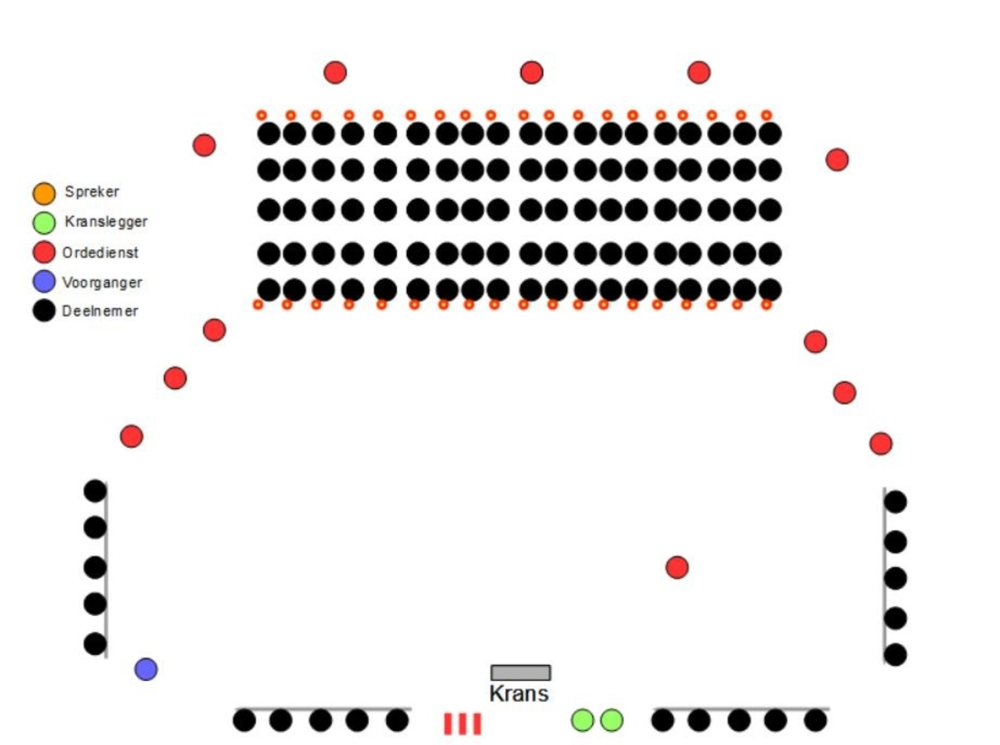 Spreker
Kranslegger
Ordedienst
Voorganger
Deelnemer
Krans